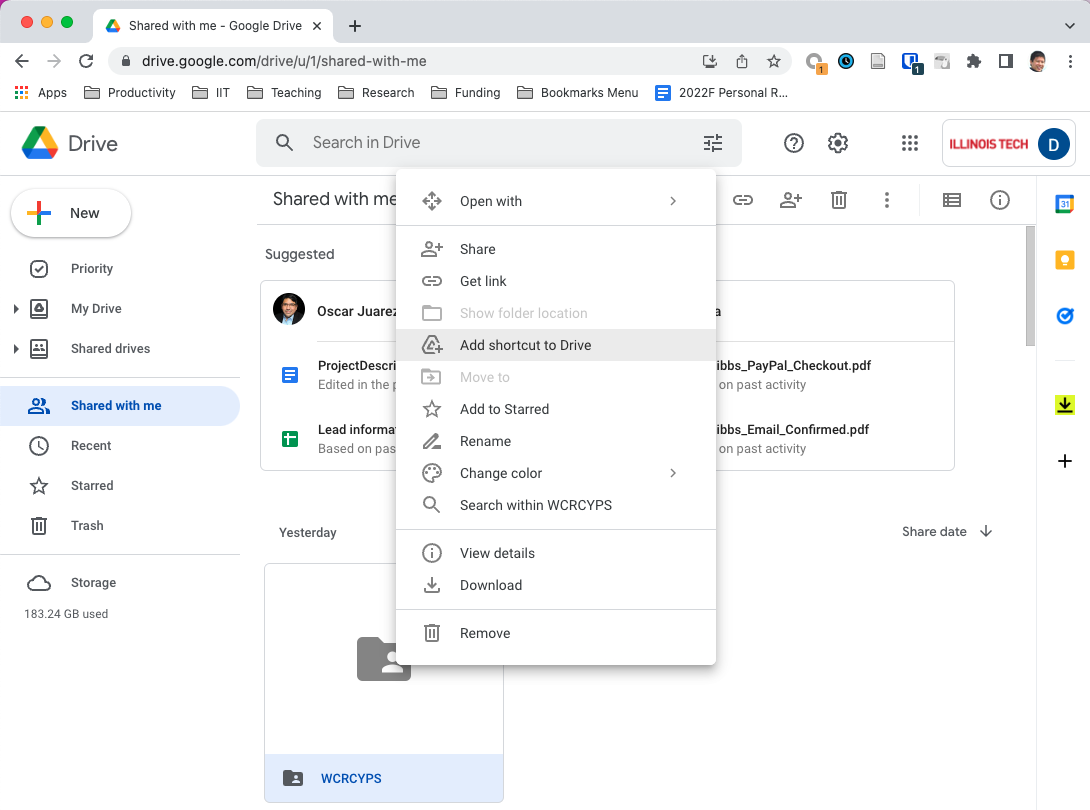 Shared with me - Google Drive
drive.google.com/drive/u/1/shared-with-me
1
1
Apps
Productivity
IIT
Teaching
Research
Funding
Bookmarks Menu
2022F Personal R...
Drive
Search in Drive
ILLINOIS TECH
D
New
Shared with me
31
Open with
Priority
Share
Suggested
My Drive
Get link
Oscar Juarez
a
Show folder location
Shared drives
Add shortcut to Drive
ProjectDescri
ibbs_PayPal_Checkout.pdf
Edited in the p
on past activity
Move to
Shared with me
Add to Starred
Lead informat
ibbs_Email_Confirmed.pdf
Based on pas
on past activity
Recent
Rename
Change color
Starred
Search within WCRCYPS
Trash
Yesterday
Share date
View details
Storage
Download
183.24 GB used
Remove
WCRCYPS